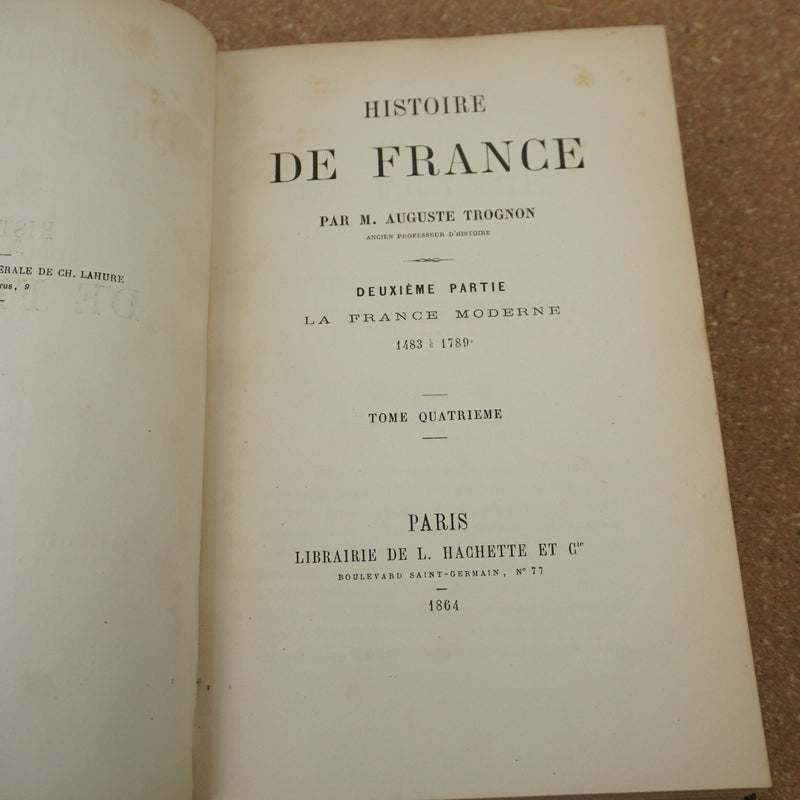 ÉRALE DE CH. LAHURE
rus, 9
HISTOIRE
DE FRANCE
PAR M. AUGUSTE TROGNON
ANCIEN PROFESSEUR D'HISTOIRE
DEUXIÈME PARTIE
LA FRANCE MODERNE
1483 à 1789
TOME QUATRIEME
PARIS
LIBRAIRIE DE L. HACHETTE ET Cie
BOULEVARD SAINT-GERMAIN, No 77
1864